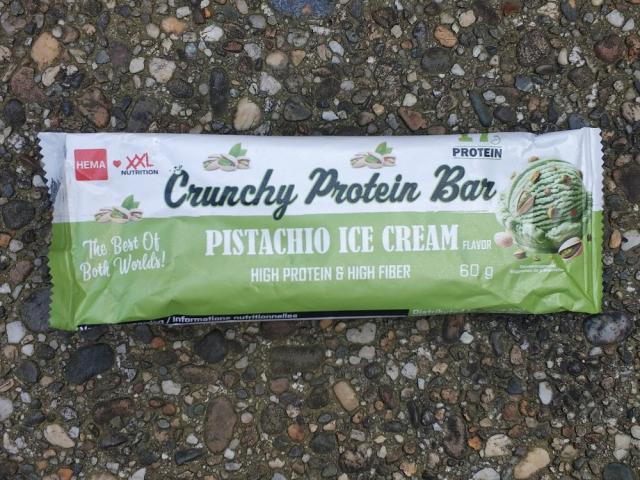 HEMA ♥ XXL
NUTRITION
PROTEIN
Crunchy Protein Bar
The Best Of
Both Worlds!
PISTACHIO ICE CREAM FLAVOR
HIGH PROTEIN & HIGH FIBER
60 g
/ Informations nutritionnelles